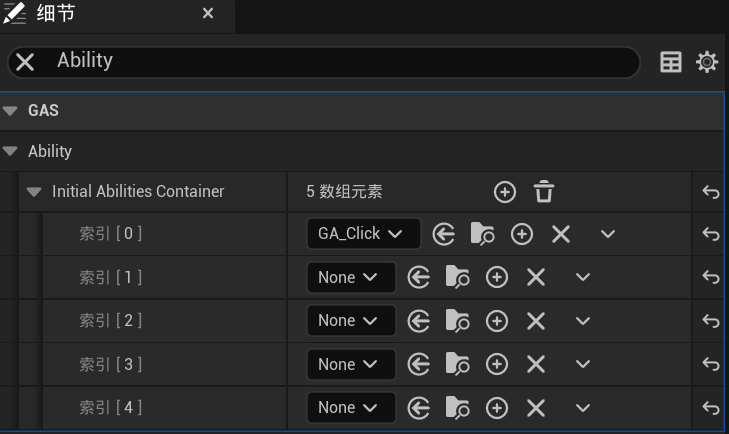 细节
Ability
GAS
Ability
Initial Abilities Container 5 数组元素
索引 [ 0 ] GA_Click
索引 [ 1 ] None
索引 [ 2 ] None
索引 [ 3 ] None
索引 [ 4 ] None